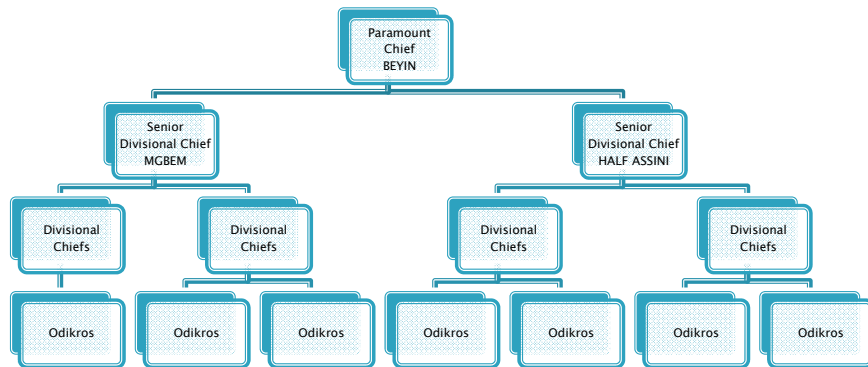 Paramount
Chief
BEYIN
Senior
Divisional Chief
MGBEM
Senior
Divisional Chief
HALF ASSINI
Divisional
Chiefs
Divisional
Chiefs
Divisional
Chiefs
Divisional
Chiefs
Odikros
Odikros
Odikros
Odikros
Odikros
Odikros
Odikros